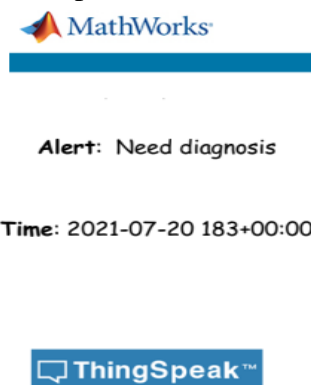 MathWorks
Alert: Need diagnosis
Time: 2021-07-20 183+00:00
ThingSpeak™